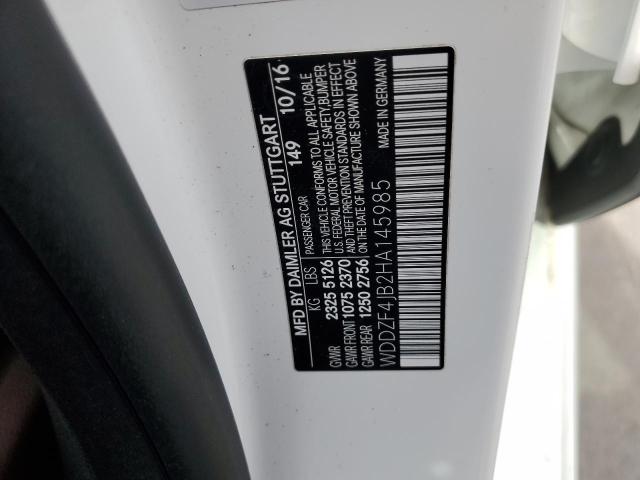 MFD BY DAIMLER AG STUTTGART
149 10/16
KG LBS PASSENGER CAR
GVWR 2325 5126
GAWR FRONT 1075 2370
GAWR REAR 1250 2756
THIS VEHICLE CONFORMS TO ALL APPLICABLE
U.S. FEDERAL MOTOR VEHICLE SAFETY, BUMPER
AND THEFT PREVENTION STANDARDS IN EFFECT
ON THE DATE OF MANUFACTURE SHOWN ABOVE
MADE IN GERMANY
WDDZF4JB2HA145985